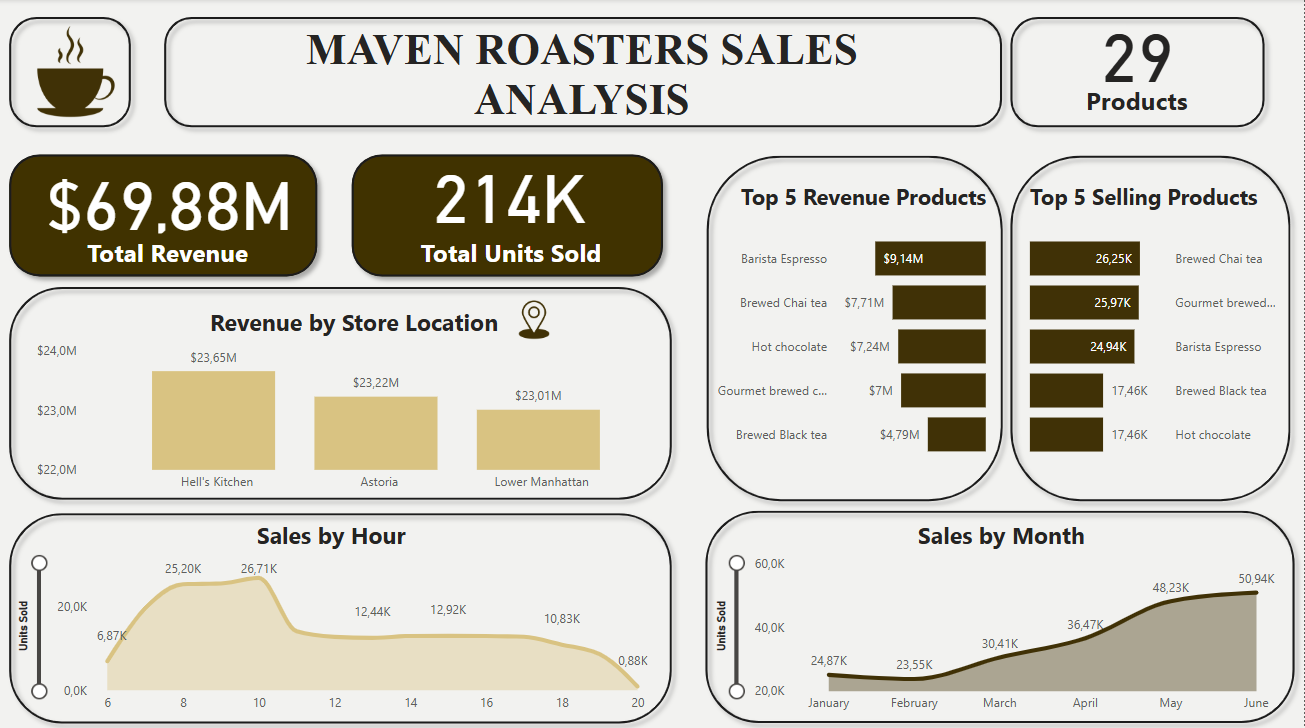 MAVEN ROASTERS SALES
ANALYSIS
29
Products
$69,88M
Total Revenue
214K
Total Units Sold
Revenue by Store Location
$24,0M
$23,0M
$22,0M
$23,65M
$23,22M
$23,01M
Hell's Kitchen
Astoria
Lower Manhattan
Top 5 Revenue Products
Barista Espresso $9,14M
Brewed Chai tea $7,71M
Hot chocolate $7,24M
Gourmet brewed c... $7M
Brewed Black tea $4,79M
Top 5 Selling Products
26,25K Brewed Chai tea
25,97K Gourmet brewed...
24,94K Barista Espresso
17,46K Brewed Black tea
17,46K Hot chocolate
Sales by Hour
Units Sold
20,0K
0,0K
6,87K
25,20K
26,71K
12,44K
12,92K
10,83K
0,88K
6 8 10 12 14 16 18 20
Sales by Month
Units Sold
60,0K
40,0K
20,0K
24,87K
23,55K
30,41K
36,47K
48,23K
50,94K
January February March April May June